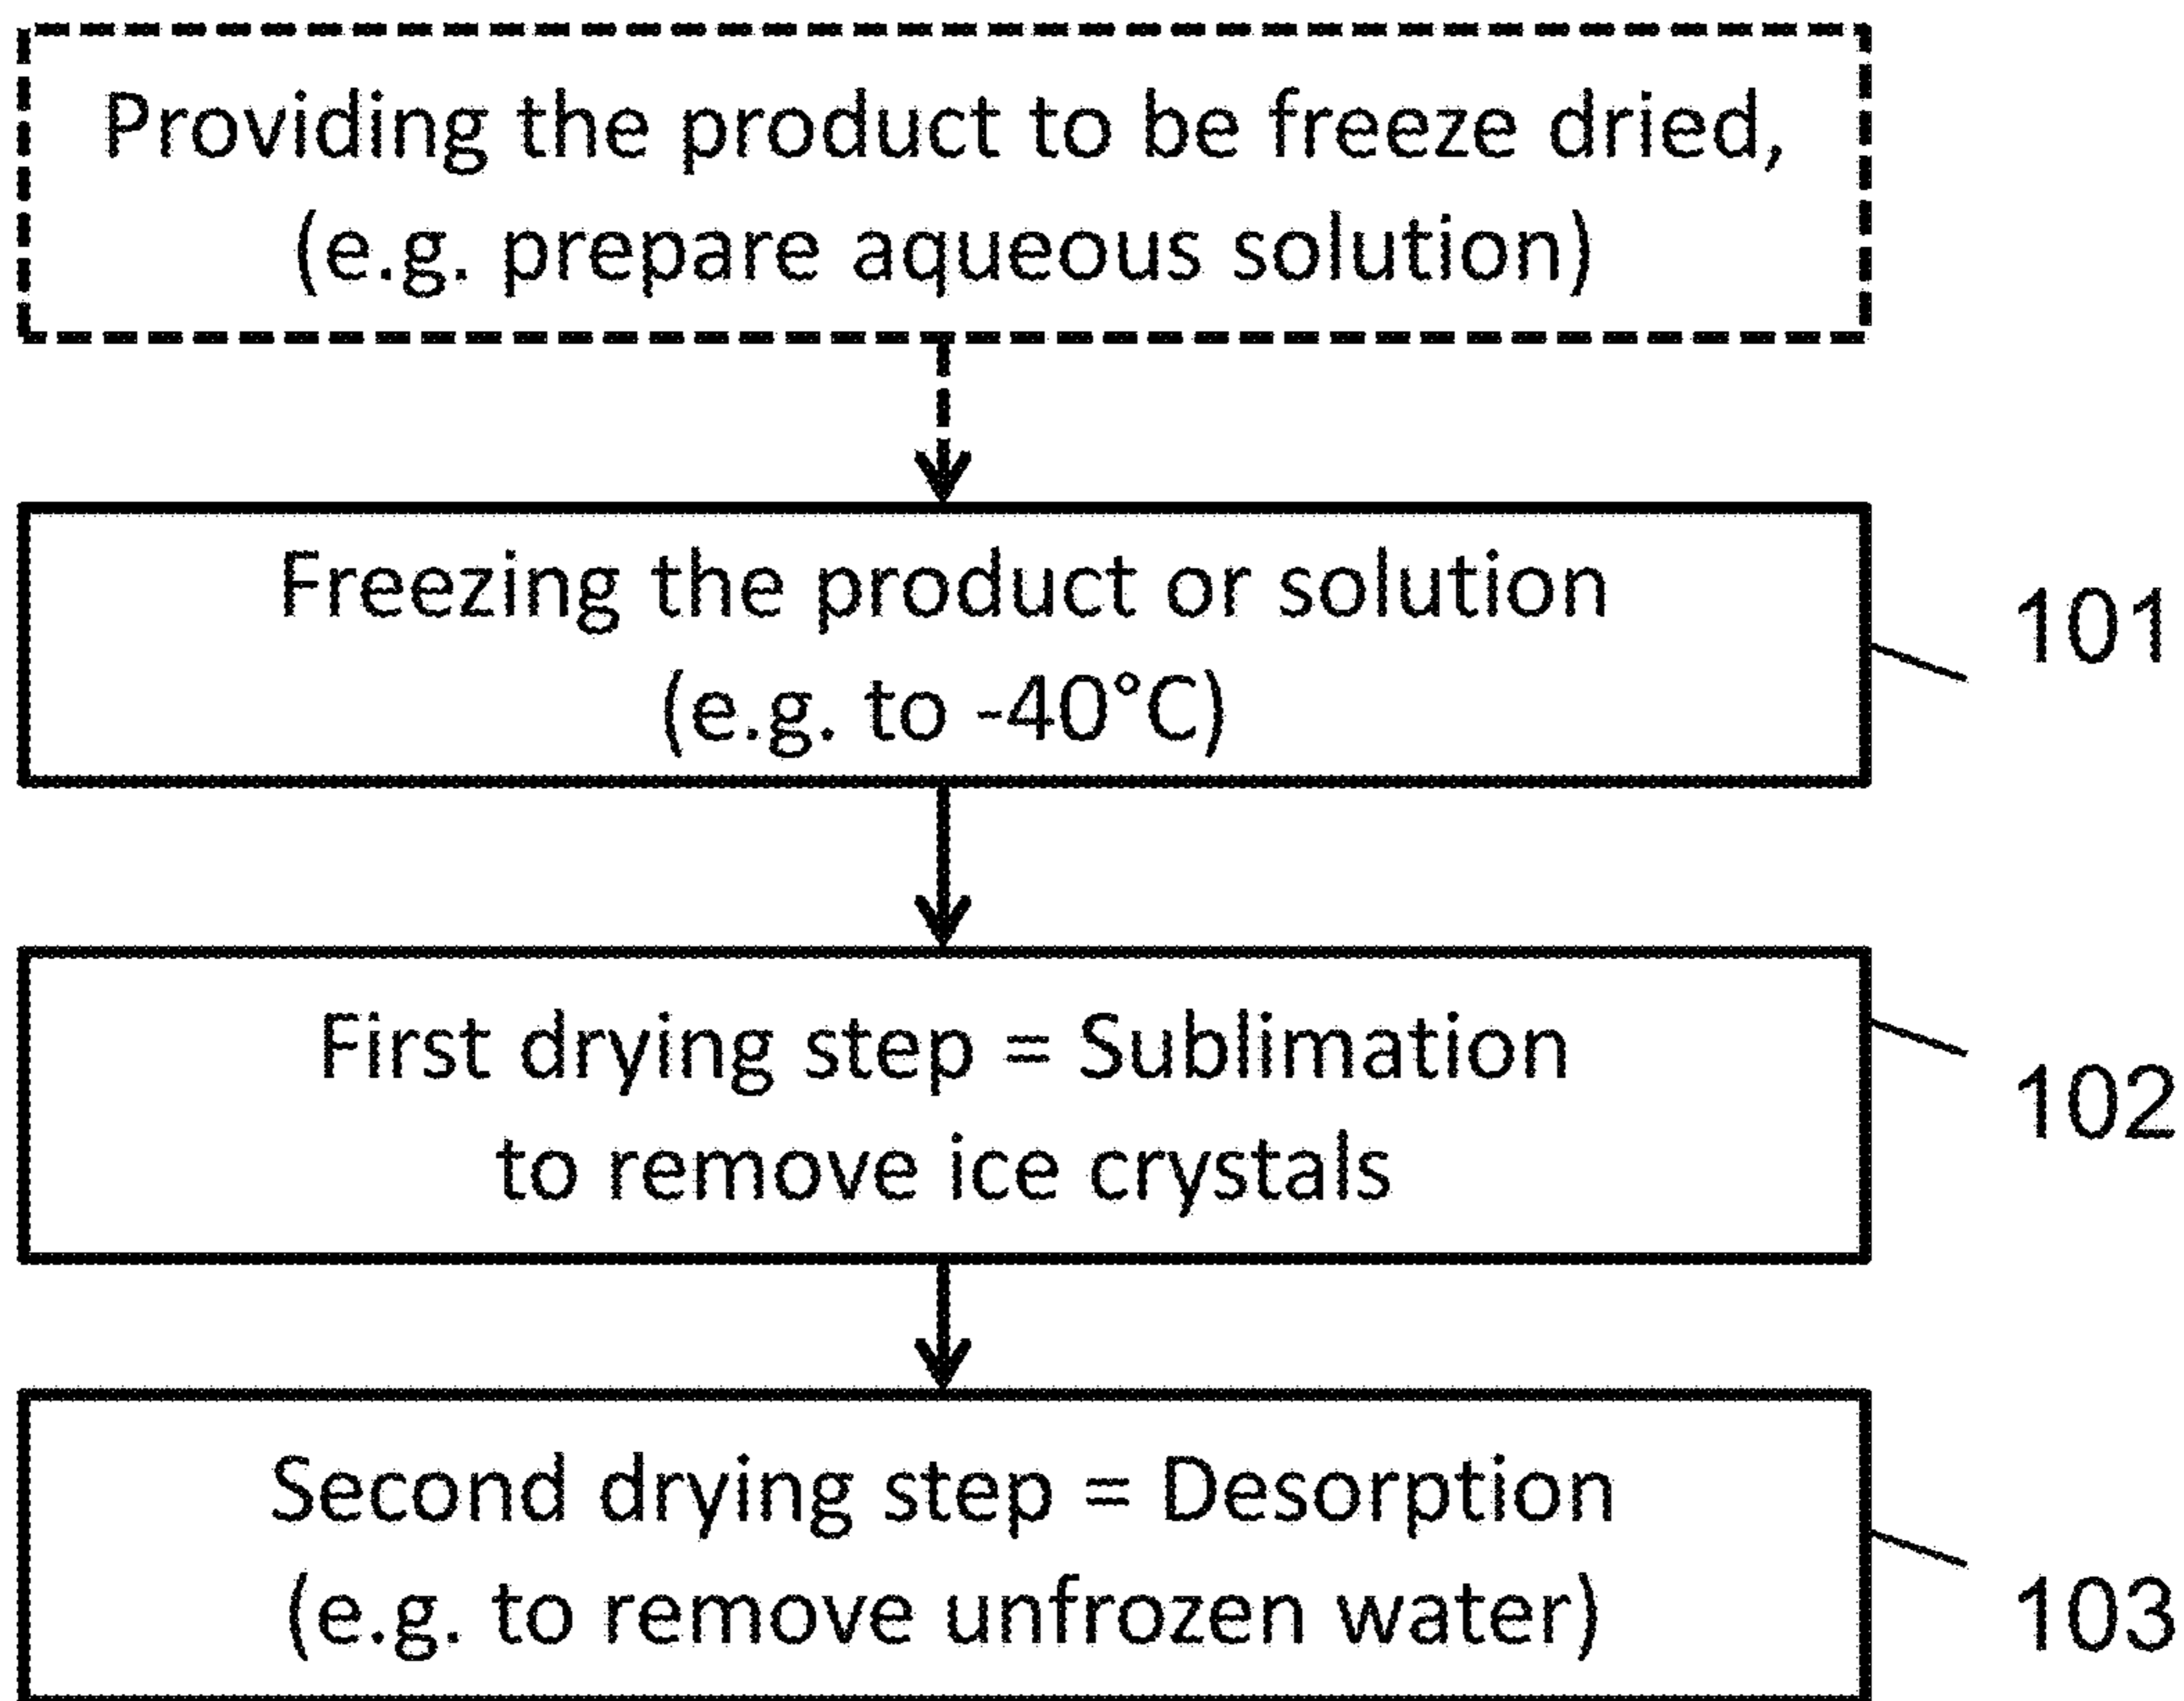 Providing the product to be freeze dried,
(e.g. prepare aqueous solution)
Freezing the product or solution
(e.g. to -40°C)
101
First drying step = Sublimation
to remove ice crystals
102
Second drying step = Desorption
(e.g. to remove unfrozen water)
103